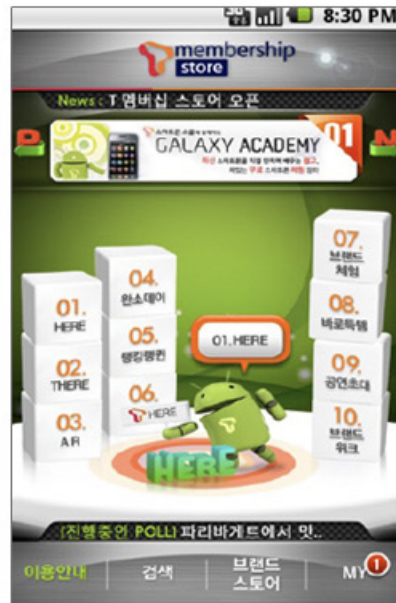 3G 8:30 PM
membership
store
News : T 멤버십 스토어 오픈
GALAXY ACADEMY
01
01.
HERE
02.
THERE
03.
AR
04.
완소데이
05.
랭킹랭퀸
06.
HERE
01.HERE
HERE
07.
브랜드
체험
08.
바로득템
09.
공연초대
10.
브랜드
위크
(진행중인 POLL) 파리바게트에서 맛..
이용안내
검색
브랜드
스토어
MY
1